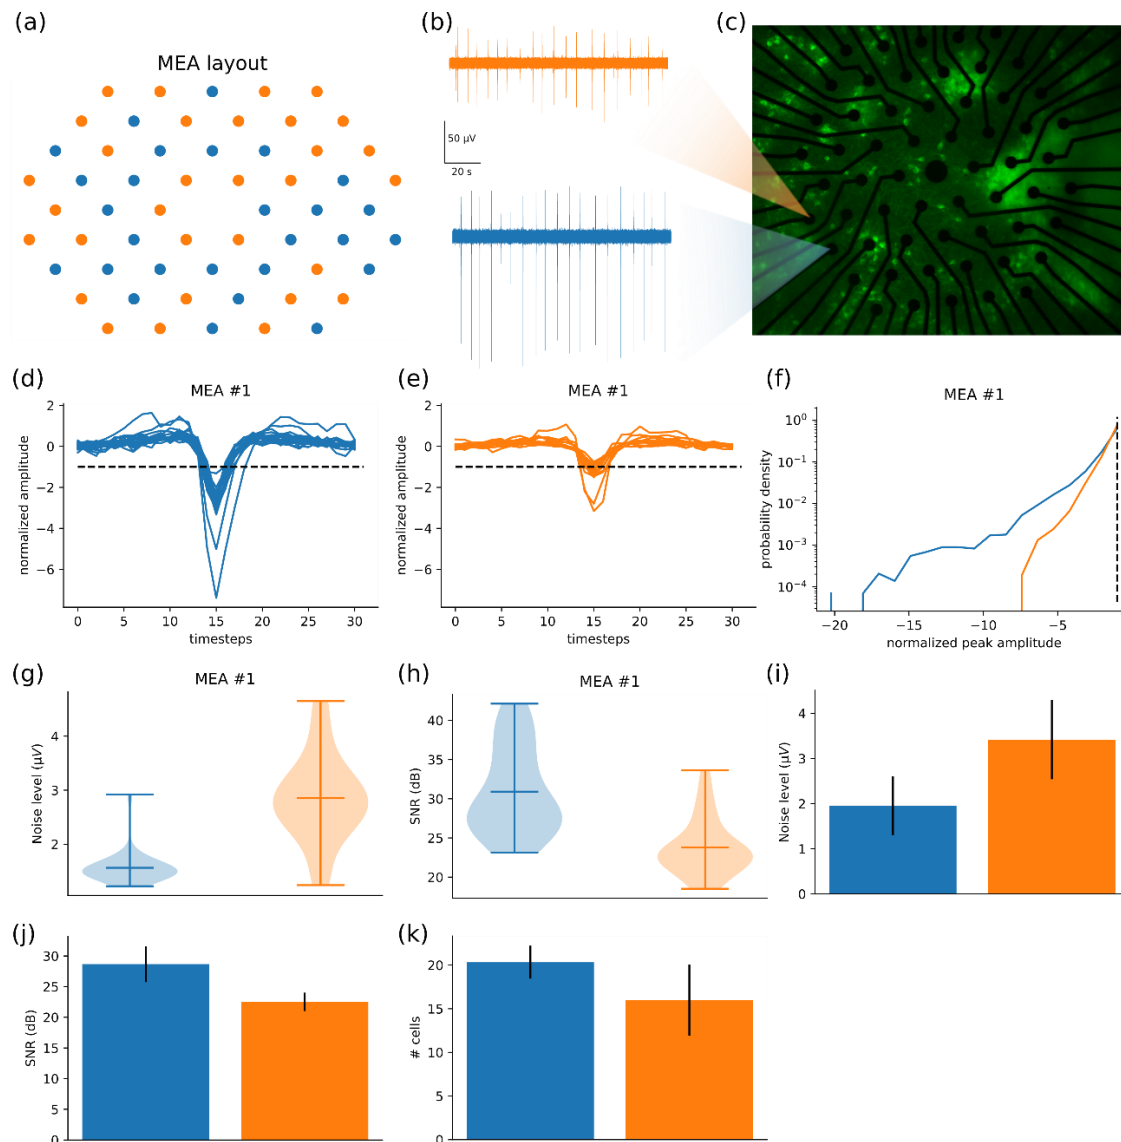 (a)
MEA layout
(b)
50 µV
20 s
(c)
(d)
MEA #1
normalized amplitude
2
0
−2
−4
−6
0 5 10 15 20 25 30
timesteps
(e)
MEA #1
normalized amplitude
2
0
−2
−4
−6
0 5 10 15 20 25 30
timesteps
(f)
MEA #1
probability density
10⁰
10⁻¹
10⁻²
10⁻³
10⁻⁴
−20 −15 −10 −5
normalized peak amplitude
(g)
MEA #1
Noise level (µV)
4
3
2
(h)
MEA #1
SNR (dB)
40
35
30
25
20
(i)
Noise level (µV)
4
3
2
1
0
(j)
SNR (dB)
30
25
20
15
10
5
0
(k)
# cells
20
15
10
5
0